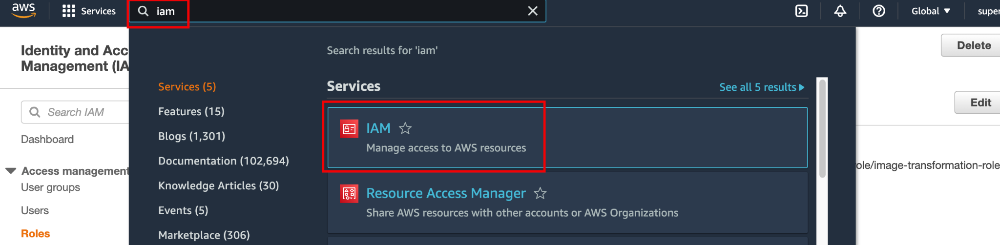 aws
Services
iam
Global
super
Identity and Acc
Management (IA
Search IAM
Dashboard
Access management
User groups
Users
Roles
Search results for 'iam'
Services (5)
Features (15)
Blogs (1,301)
Documentation (102,694)
Knowledge Articles (30)
Events (5)
Marketplace (306)
Services
See all 5 results
IAM
Manage access to AWS resources
Resource Access Manager
Share AWS resources with other accounts or AWS Organizations
Delete
Edit
ole/image-transformation-role